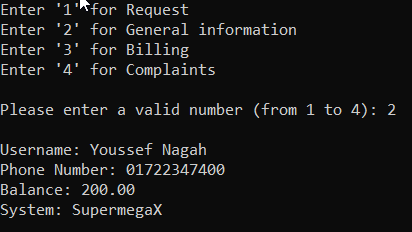 Enter '1' for Request
Enter '2' for General information
Enter '3' for Billing
Enter '4' for Complaints
Please enter a valid number (from 1 to 4): 2
Username: Youssef Nagah
Phone Number: 01722347400
Balance: 200.00
System: SupermegaX